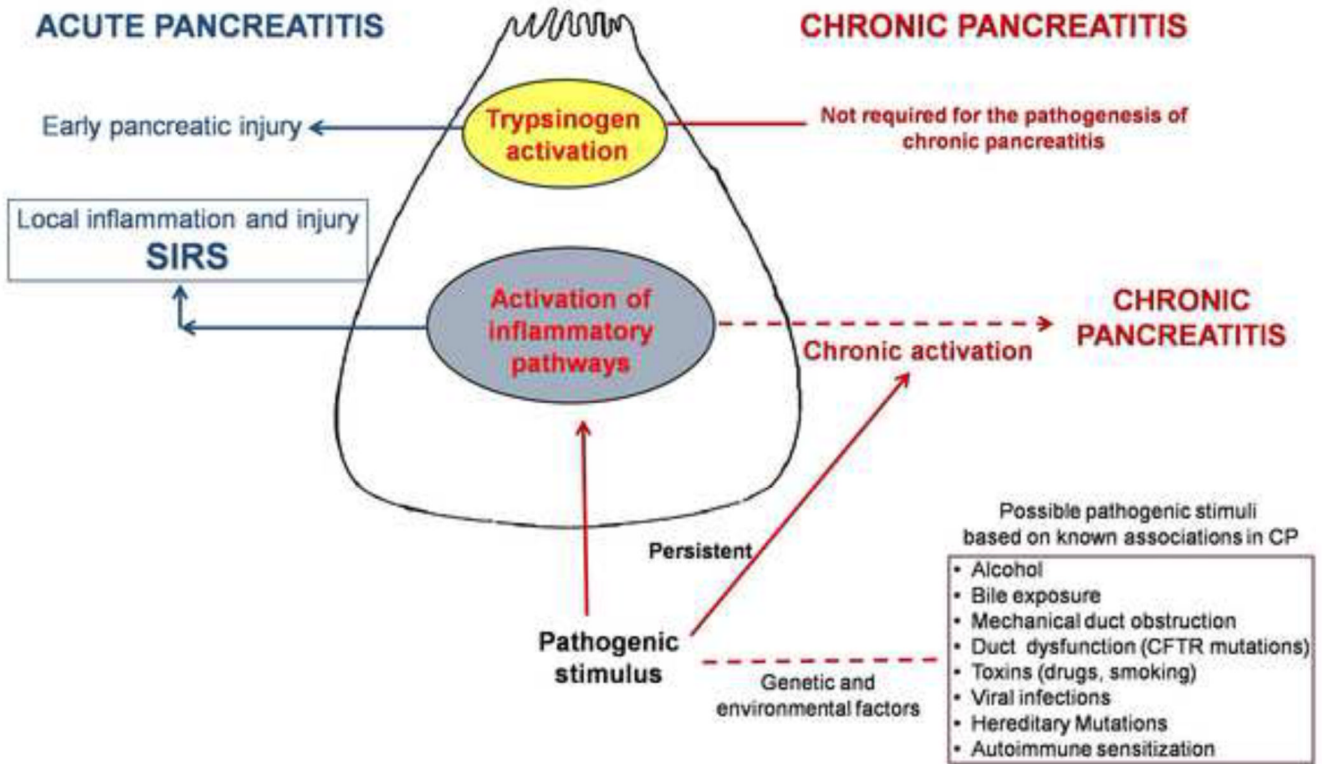 ACUTE PANCREATITIS
CHRONIC PANCREATITIS
Trypsinogen
activation
Early pancreatic injury
Not required for the pathogenesis of
chronic pancreatitis
Local inflammation and injury
SIRS
Activation of
inflammatory
pathways
CHRONIC
PANCREATITIS
Chronic activation
Persistent
Pathogenic
stimulus
Genetic and
environmental factors
Possible pathogenic stimuli
based on known associations in CP
• Alcohol
• Bile exposure
• Mechanical duct obstruction
• Duct dysfunction (CFTR mutations)
• Toxins (drugs, smoking)
• Viral infections
• Hereditary Mutations
• Autoimmune sensitization